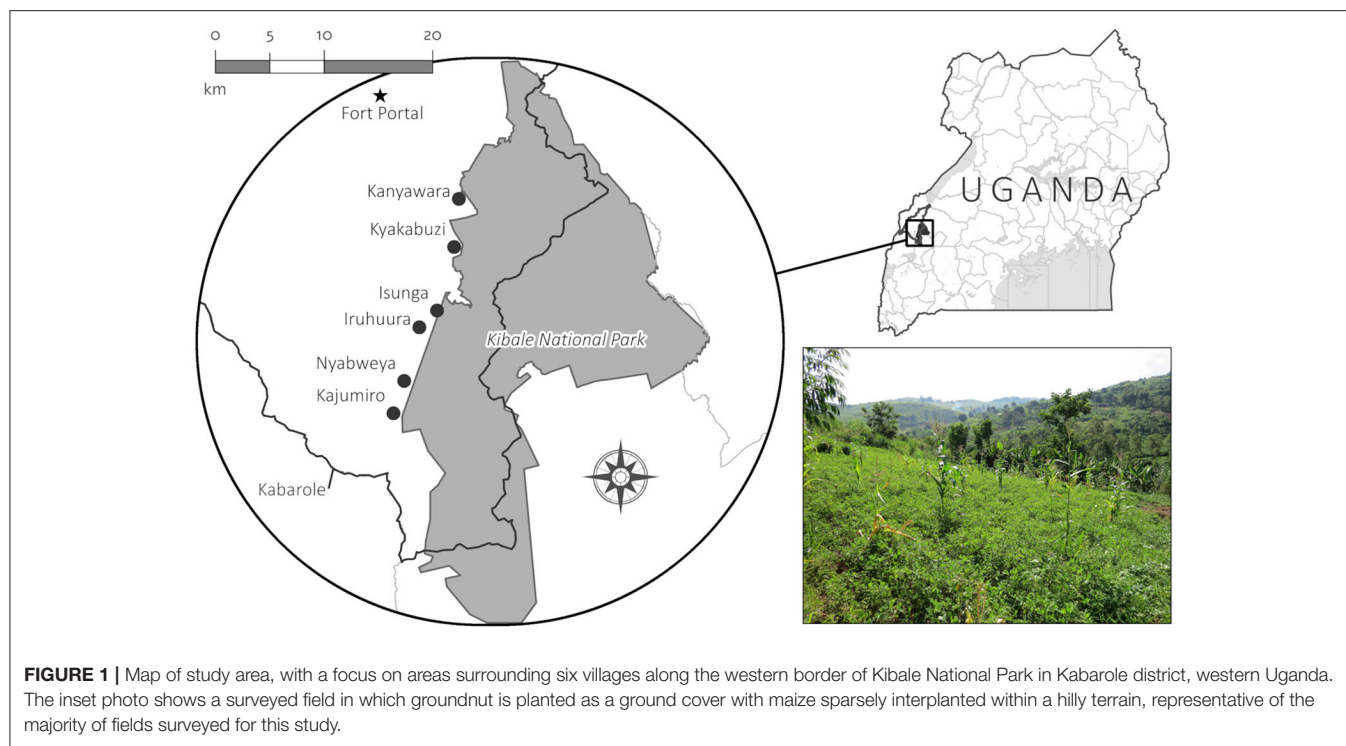 0 5 10 20
km
Fort Portal
Kanyawara
Kyakabuzi
Isunga
Iruhuura
Kibale National Park
Nyabweya
Kajumiro
Kabarole
UGANDA
FIGURE 1 | Map of study area, with a focus on areas surrounding six villages along the western border of Kibale National Park in Kabarole district, western Uganda.
The inset photo shows a surveyed field in which groundnut is planted as a ground cover with maize sparsely interplanted within a hilly terrain, representative of the
majority of fields surveyed for this study.